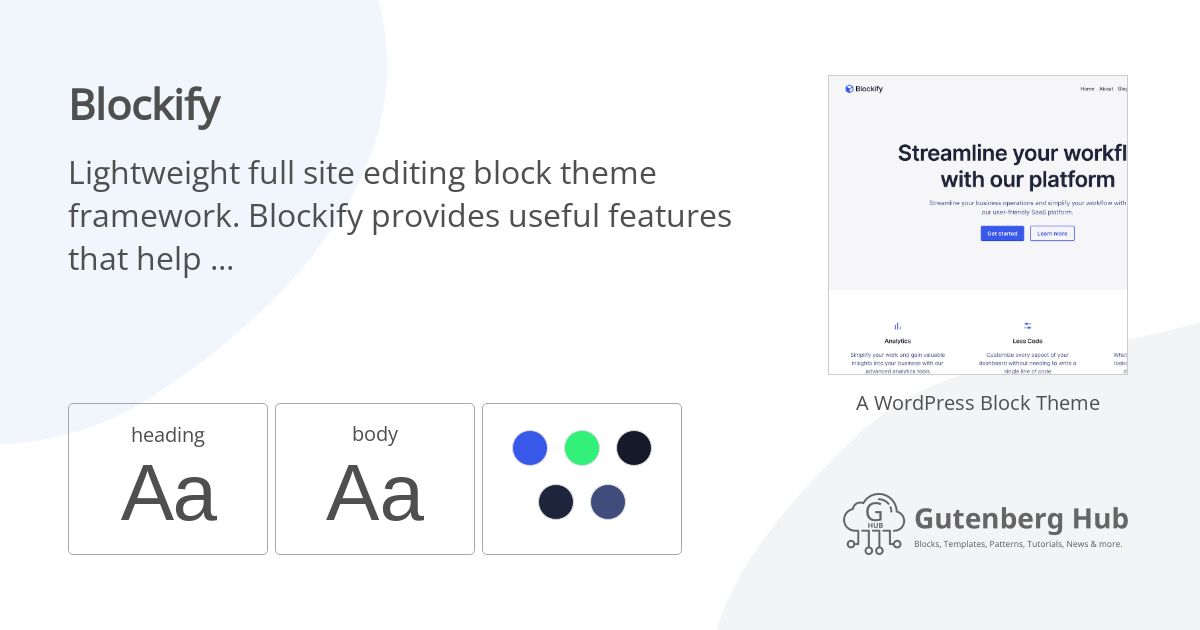 Blockify
Lightweight full site editing block theme
framework. Blockify provides useful features
that help ...
heading
Aa
body
Aa
Blockify
Home About
Streamline your workfl
with our platform
Streamline your business operations and simplify your workflow with
our user-friendly SaaS platform.
Get started Learn more
Analytics
Simplify your work and gain valuable
insights into your business with our
advanced analytics tools.
Less Code
Customize every aspect of your
dashboard without needing to write a
single line of code.
A WordPress Block Theme
G
HUB
Gutenberg Hub
Blocks, Templates, Patterns, Tutorials, News & more.